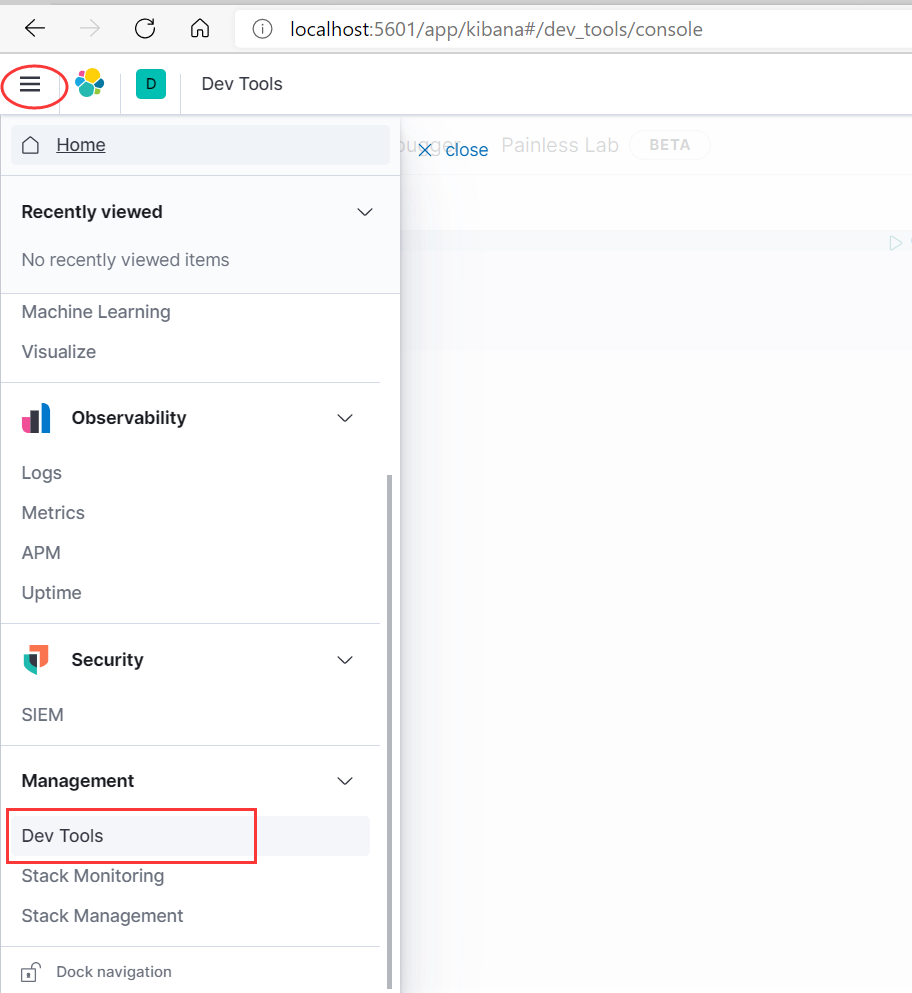 localhost:5601/app/kibana#/dev_tools/console
D
Dev Tools
Home
close
Painless Lab
BETA
Recently viewed
No recently viewed items
Machine Learning
Visualize
Observability
Logs
Metrics
APM
Uptime
Security
SIEM
Management
Dev Tools
Stack Monitoring
Stack Management
Dock navigation